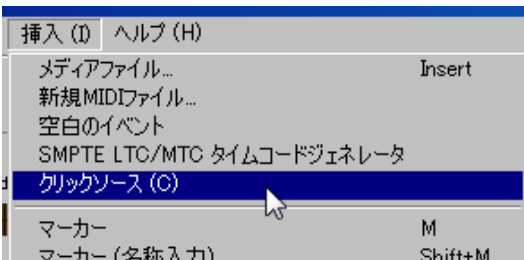 挿入 (I) ヘルプ (H)
メディアファイル... Insert
新規MIDIファイル...
空白のイベント
SMPTE LTC/MTC タイムコードジェネレータ
クリックソース (C)
マーカー M
マーカー (名称入力) Shift+M